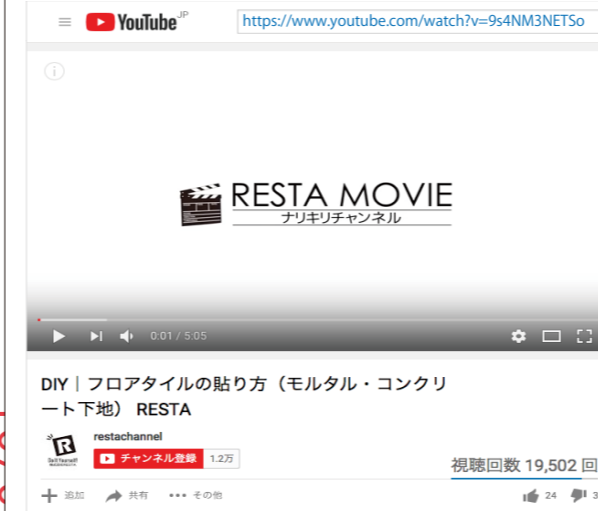 YouTube JP
https://www.youtube.com/watch?v=9s4NM3NETSo
RESTA MOVIE
ナリキリチャンネル
0:01 / 5:05
DIY｜フロアタイルの貼り方（モルタル・コンクリ
ート下地） RESTA
restachannel
チャンネル登録 1.2万
視聴回数 19,502 回
追加 共有 その他
24 3